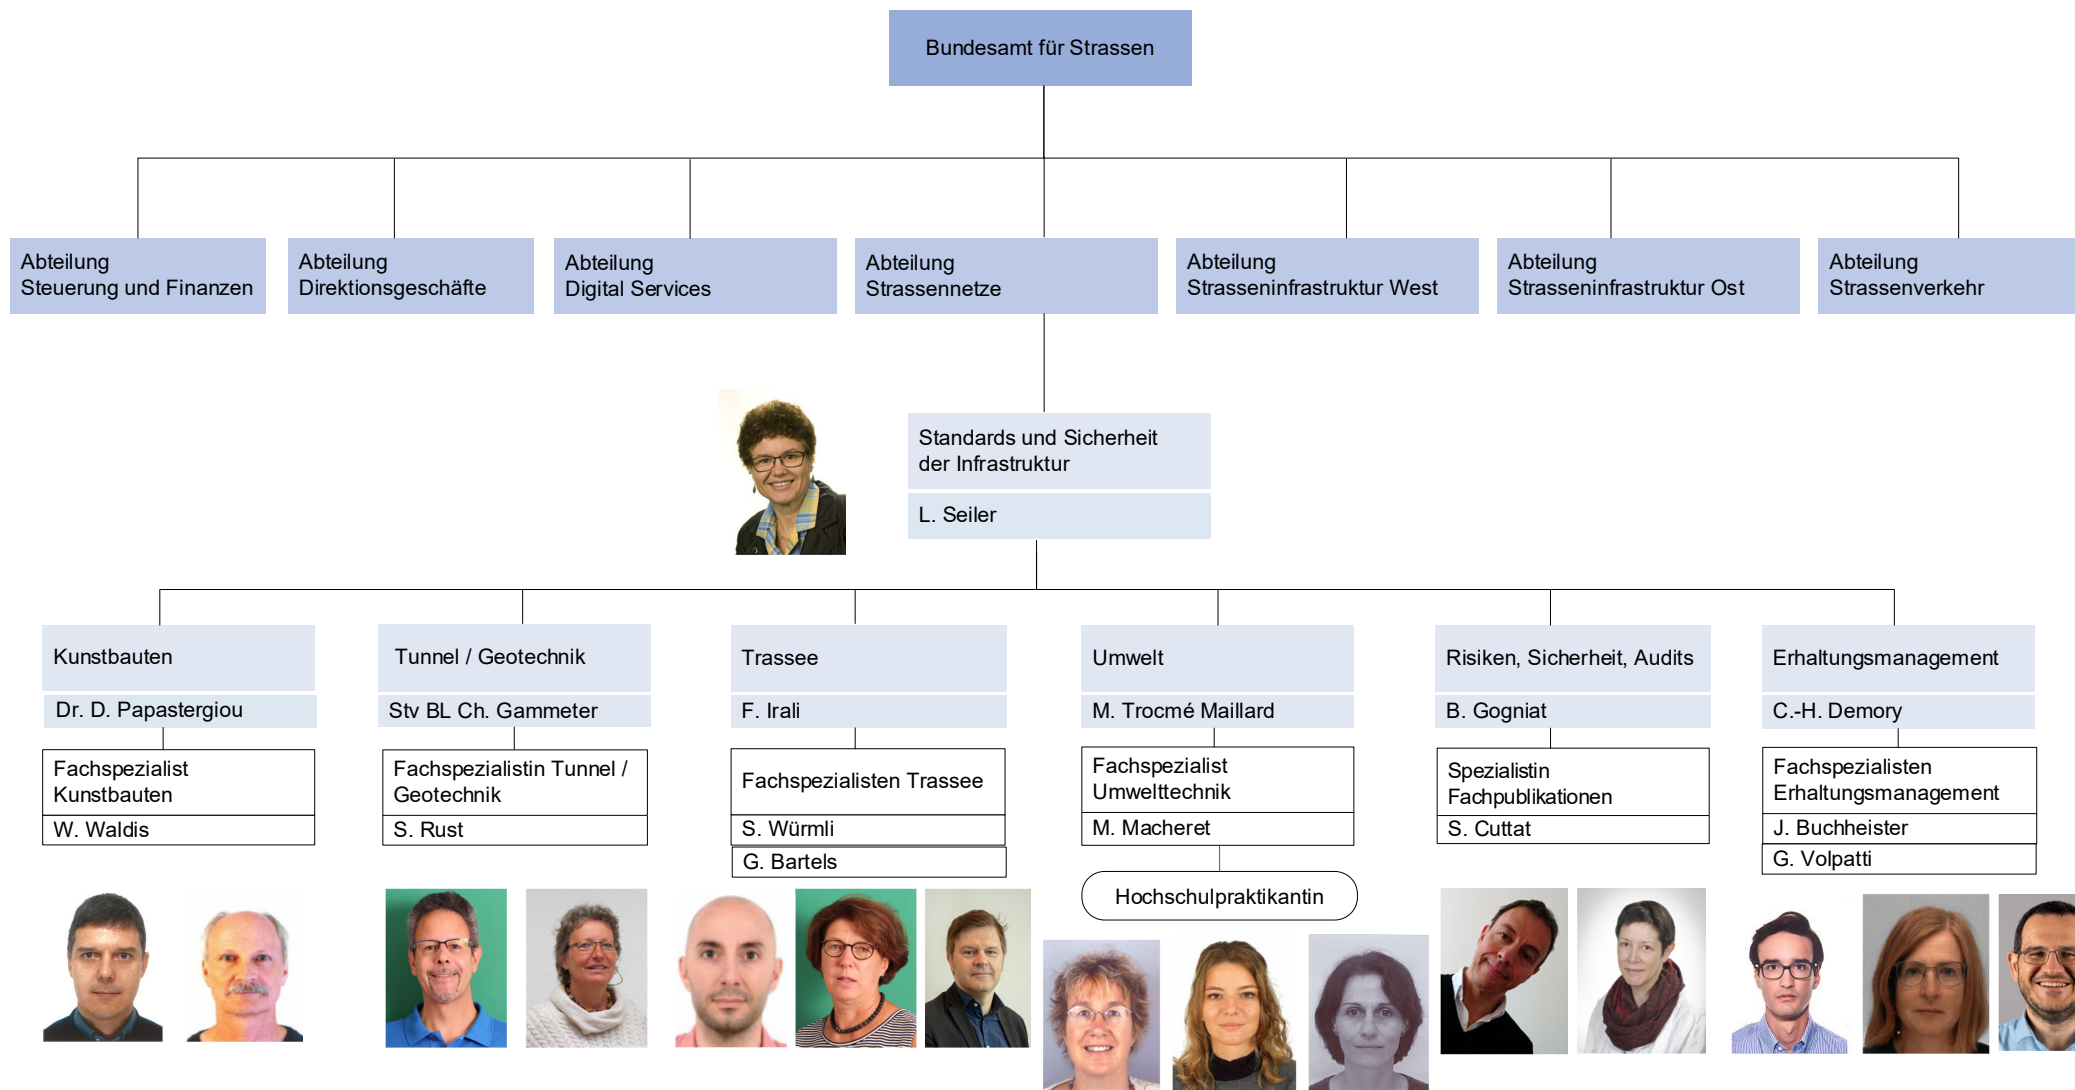 Bundesamt für Strassen
Abteilung
Steuerung und Finanzen
Abteilung
Direktionsgeschäfte
Abteilung
Digital Services
Abteilung
Strassennetze
Abteilung
Strasseninfrastruktur West
Abteilung
Strasseninfrastruktur Ost
Abteilung
Strassenverkehr
Standards und Sicherheit
der Infrastruktur
L. Seiler
Kunstbauten
Dr. D. Papastergiou
Fachspezialist
Kunstbauten
W. Waldis
Tunnel / Geotechnik
Stv BL Ch. Gammeter
Fachspezialistin Tunnel /
Geotechnik
S. Rust
Trassee
F. Irali
Fachspezialisten Trassee
S. Würmli
G. Bartels
Umwelt
M. Trocmé Maillard
Fachspezialist
Umwelttechnik
M. Macheret
Hochschulpraktikantin
Risiken, Sicherheit, Audits
B. Gogniat
Spezialistin
Fachpublikationen
S. Cuttat
Erhaltungsmanagement
C.-H. Demory
Fachspezialisten
Erhaltungsmanagement
J. Buchheister
G. Volpatti